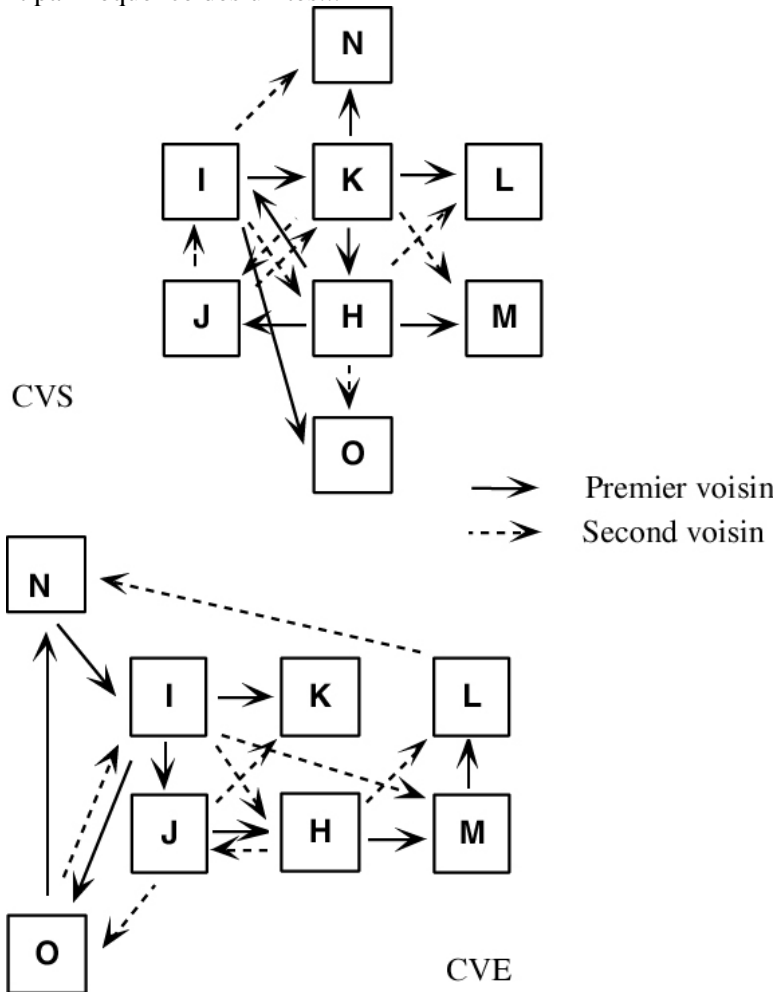 N
I K L
J H M
CVS
O
Premier voisin
Second voisin
N
I K L
J H M
O
CVE